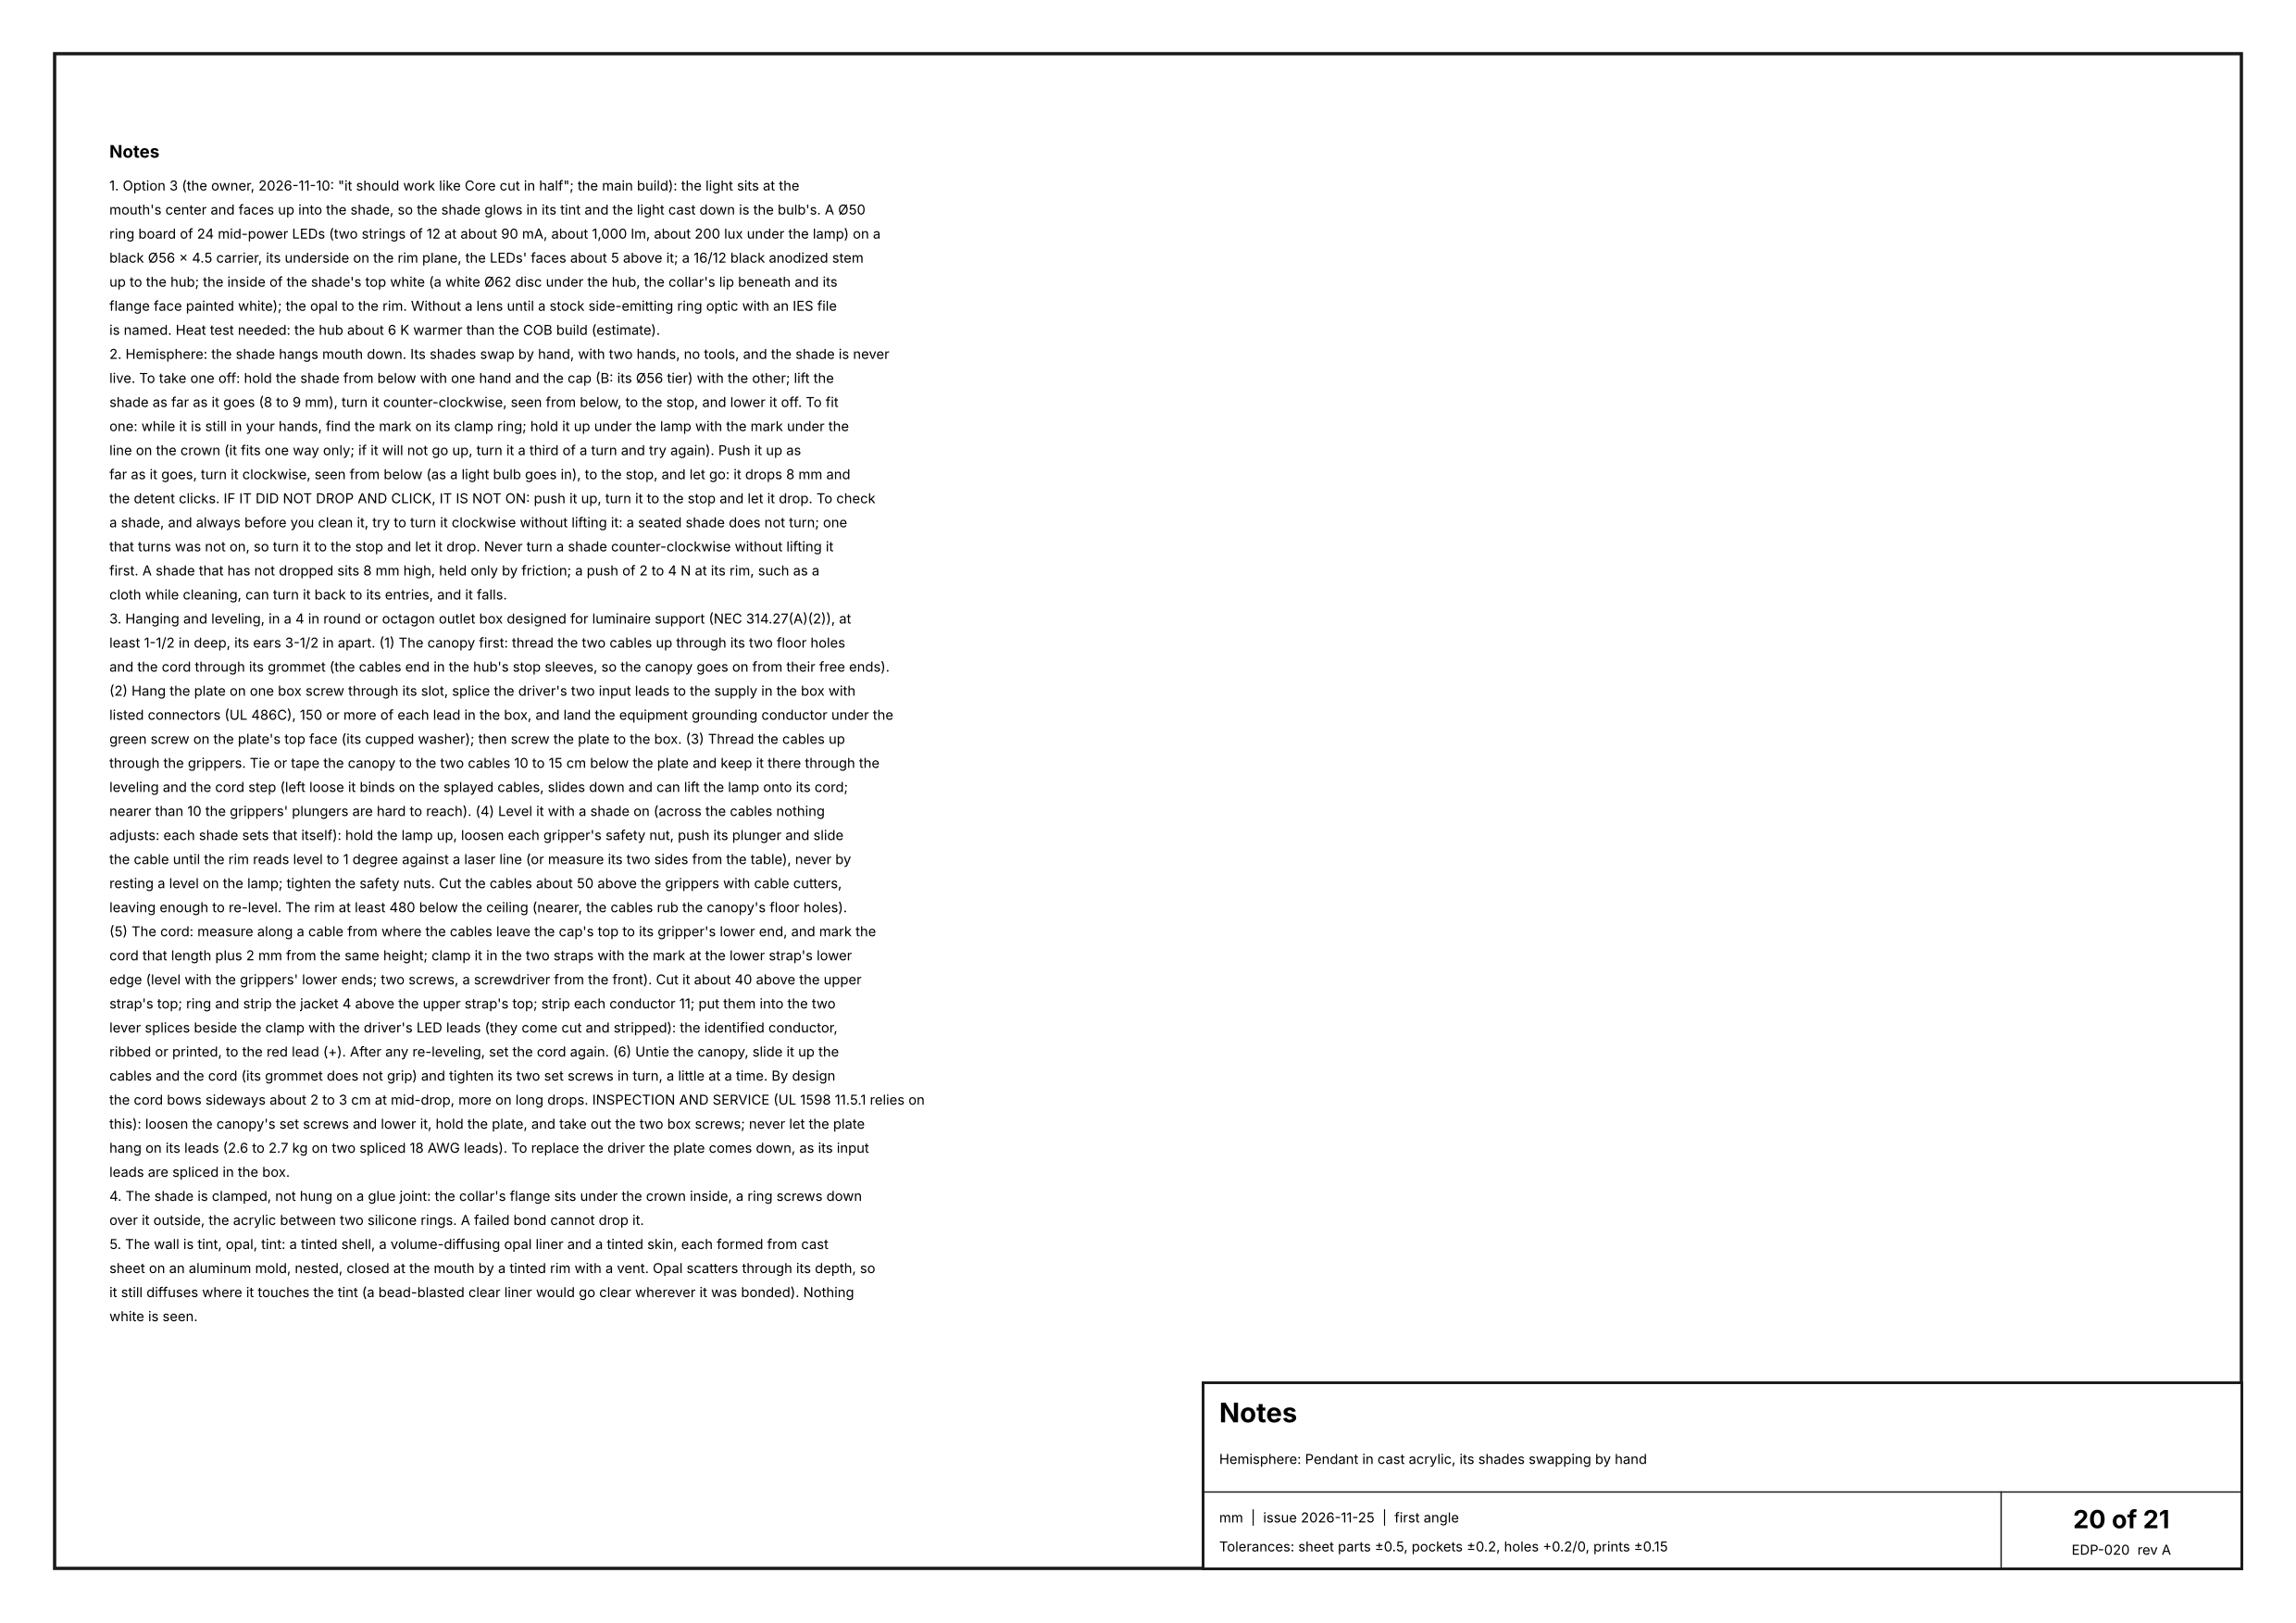 Notes
1. Option 3 (the owner, 2026-11-10: "it should work like Core cut in half"; the main build): the light sits at the
mouth's center and faces up into the shade, so the shade glows in its tint and the light cast down is the bulb's. A Ø50
ring board of 24 mid-power LEDs (two strings of 12 at about 90 mA, about 1,000 lm, about 200 lux under the lamp) on a
black Ø56 × 4.5 carrier, its underside on the rim plane, the LEDs' faces about 5 above it; a 16/12 black anodized stem
up to the hub; the inside of the shade's top white (a white Ø62 disc under the hub, the collar's lip beneath and its
flange face painted white); the opal to the rim. Without a lens until a stock side-emitting ring optic with an IES file
is named. Heat test needed: the hub about 6 K warmer than the COB build (estimate).
2. Hemisphere: the shade hangs mouth down. Its shades swap by hand, with two hands, no tools, and the shade is never
live. To take one off: hold the shade from below with one hand and the cap (B: its Ø56 tier) with the other; lift the
shade as far as it goes (8 to 9 mm), turn it counter-clockwise, seen from below, to the stop, and lower it off. To fit
one: while it is still in your hands, find the mark on its clamp ring; hold it up under the lamp with the mark under the
line on the crown (it fits one way only; if it will not go up, turn it a third of a turn and try again). Push it up as
far as it goes, turn it clockwise, seen from below (as a light bulb goes in), to the stop, and let go: it drops 8 mm and
the detent clicks. IF IT DID NOT DROP AND CLICK, IT IS NOT ON: push it up, turn it to the stop and let it drop. To check
a shade, and always before you clean it, try to turn it clockwise without lifting it: a seated shade does not turn; one
that turns was not on, so turn it to the stop and let it drop. Never turn a shade counter-clockwise without lifting it
first. A shade that has not dropped sits 8 mm high, held only by friction; a push of 2 to 4 N at its rim, such as a
cloth while cleaning, can turn it back to its entries, and it falls.
3. Hanging and leveling, in a 4 in round or octagon outlet box designed for luminaire support (NEC 314.27(A)(2)), at
least 1-1/2 in deep, its ears 3-1/2 in apart. (1) The canopy first: thread the two cables up through its two floor holes
and the cord through its grommet (the cables end in the hub's stop sleeves, so the canopy goes on from their free ends).
(2) Hang the plate on one box screw through its slot, splice the driver's two input leads to the supply in the box with
listed connectors (UL 486C), 150 or more of each lead in the box, and land the equipment grounding conductor under the
green screw on the plate's top face (its cupped washer); then screw the plate to the box. (3) Thread the cables up
through the grippers. Tie or tape the canopy to the two cables 10 to 15 cm below the plate and keep it there through the
leveling and the cord step (left loose it binds on the splayed cables, slides down and can lift the lamp onto its cord;
nearer than 10 the grippers' plungers are hard to reach). (4) Level it with a shade on (across the cables nothing
adjusts: each shade sets that itself): hold the lamp up, loosen each gripper's safety nut, push its plunger and slide
the cable until the rim reads level to 1 degree against a laser line (or measure its two sides from the table), never by
resting a level on the lamp; tighten the safety nuts. Cut the cables about 50 above the grippers with cable cutters,
leaving enough to re-level. The rim at least 480 below the ceiling (nearer, the cables rub the canopy's floor holes).
(5) The cord: measure along a cable from where the cables leave the cap's top to its gripper's lower end, and mark the
cord that length plus 2 mm from the same height; clamp it in the two straps with the mark at the lower strap's lower
edge (level with the grippers' lower ends; two screws, a screwdriver from the front). Cut it about 40 above the upper
strap's top; ring and strip the jacket 4 above the upper strap's top; strip each conductor 11; put them into the two
lever splices beside the clamp with the driver's LED leads (they come cut and stripped): the identified conductor,
ribbed or printed, to the red lead (+). After any re-leveling, set the cord again. (6) Untie the canopy, slide it up the
cables and the cord (its grommet does not grip) and tighten its two set screws in turn, a little at a time. By design
the cord bows sideways about 2 to 3 cm at mid-drop, more on long drops. INSPECTION AND SERVICE (UL 1598 11.5.1 relies on
this): loosen the canopy's set screws and lower it, hold the plate, and take out the two box screws; never let the plate
hang on its leads (2.6 to 2.7 kg on two spliced 18 AWG leads). To replace the driver the plate comes down, as its input
leads are spliced in the box.
4. The shade is clamped, not hung on a glue joint: the collar's flange sits under the crown inside, a ring screws down
over it outside, the acrylic between two silicone rings. A failed bond cannot drop it.
5. The wall is tint, opal, tint: a tinted shell, a volume-diffusing opal liner and a tinted skin, each formed from cast
sheet on an aluminum mold, nested, closed at the mouth by a tinted rim with a vent. Opal scatters through its depth, so
it still diffuses where it touches the tint (a bead-blasted clear liner would go clear wherever it was bonded). Nothing
white is seen.
Notes
Hemisphere: Pendant in cast acrylic, its shades swapping by hand
mm | issue 2026-11-25 | first angle
Tolerances: sheet parts ±0.5, pockets ±0.2, holes +0.2/0, prints ±0.15
20 of 21
EDP-020 rev A